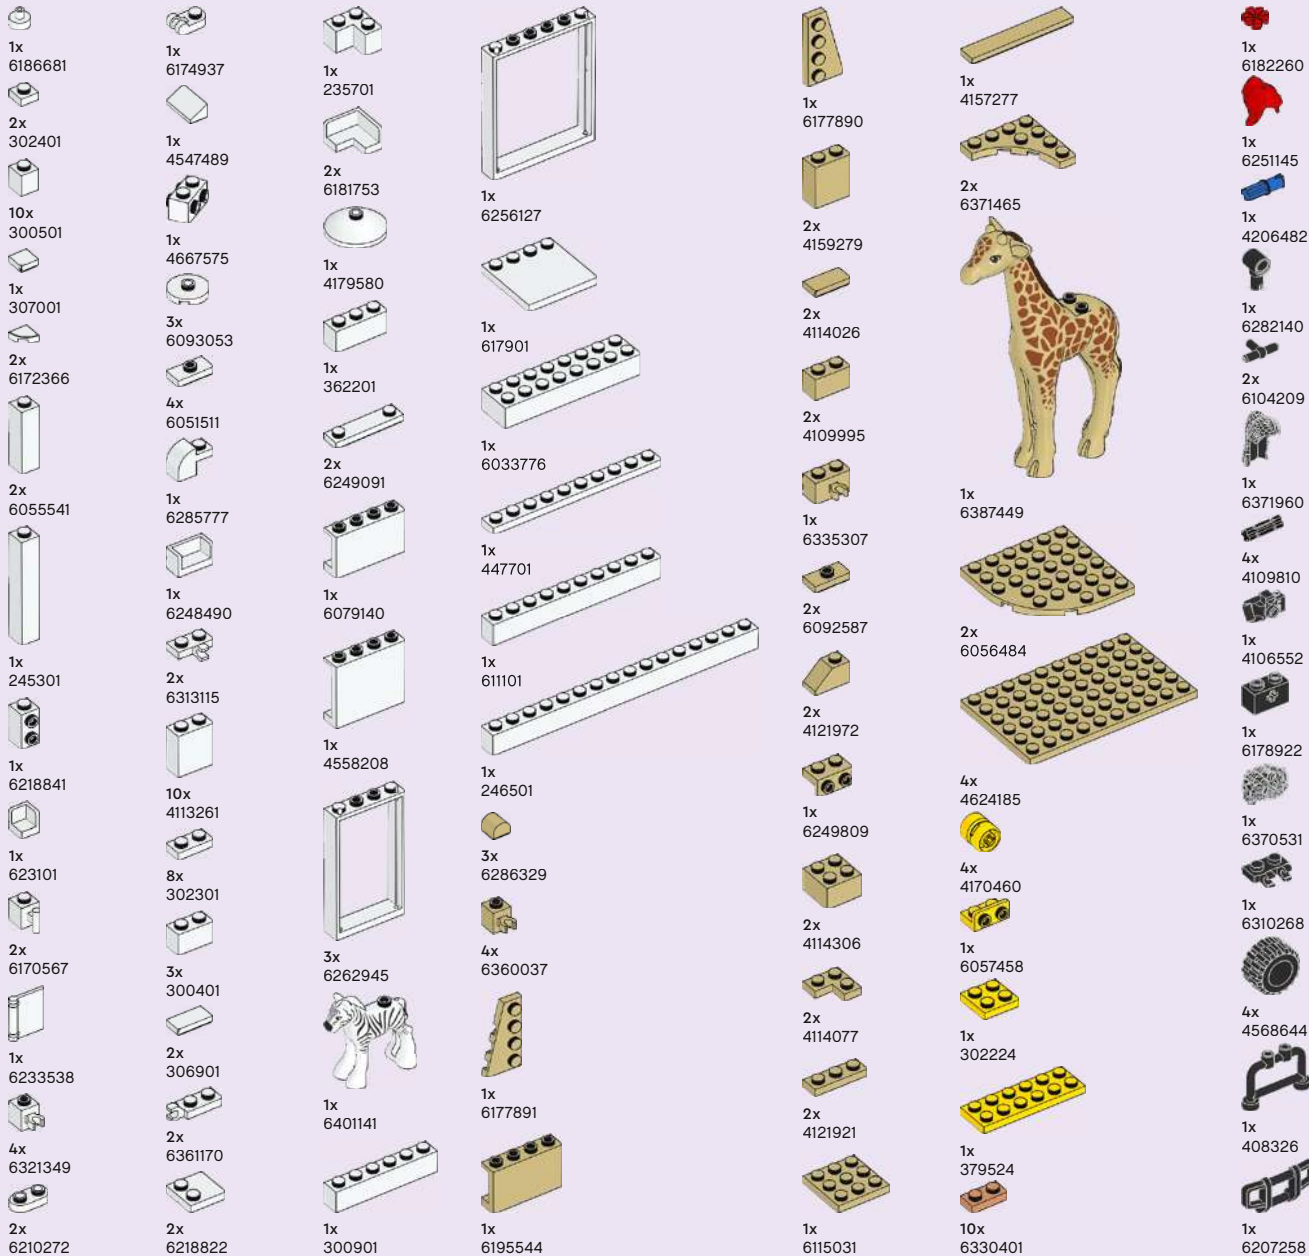 1x
6186681
2x
302401
10x
300501
1x
307001
2x
6172366
2x
6055541
1x
245301
1x
6218841
1x
623101
2x
6170567
1x
6233538
4x
6321349
2x
6210272
1x
6174937
1x
4547489
1x
4667575
3x
6093053
4x
6051511
1x
6285777
1x
6248490
2x
6313115
10x
4113261
8x
302301
3x
300401
2x
306901
2x
6361170
2x
6218822
1x
235701
2x
6181753
1x
4179580
1x
362201
2x
6249091
1x
6079140
1x
4558208
3x
6262945
1x
6401141
1x
300901
1x
6256127
1x
617901
1x
6033776
1x
447701
1x
611101
1x
246501
3x
6286329
4x
6360037
1x
6177891
1x
6195544
1x
6177890
2x
4159279
2x
4114026
2x
4109995
1x
6335307
2x
6092587
2x
4121972
1x
6249809
2x
4114306
2x
4114077
2x
4121921
1x
6115031
1x
4157277
2x
6371465
1x
6387449
2x
6056484
4x
4624185
4x
4170460
1x
6057458
1x
302224
1x
379524
10x
6330401
1x
6182260
1x
6251145
1x
4206482
1x
6282140
2x
6104209
1x
6371960
4x
4109810
1x
4106552
1x
6178922
1x
6370531
1x
6310268
4x
4568644
1x
408326
1x
6207258